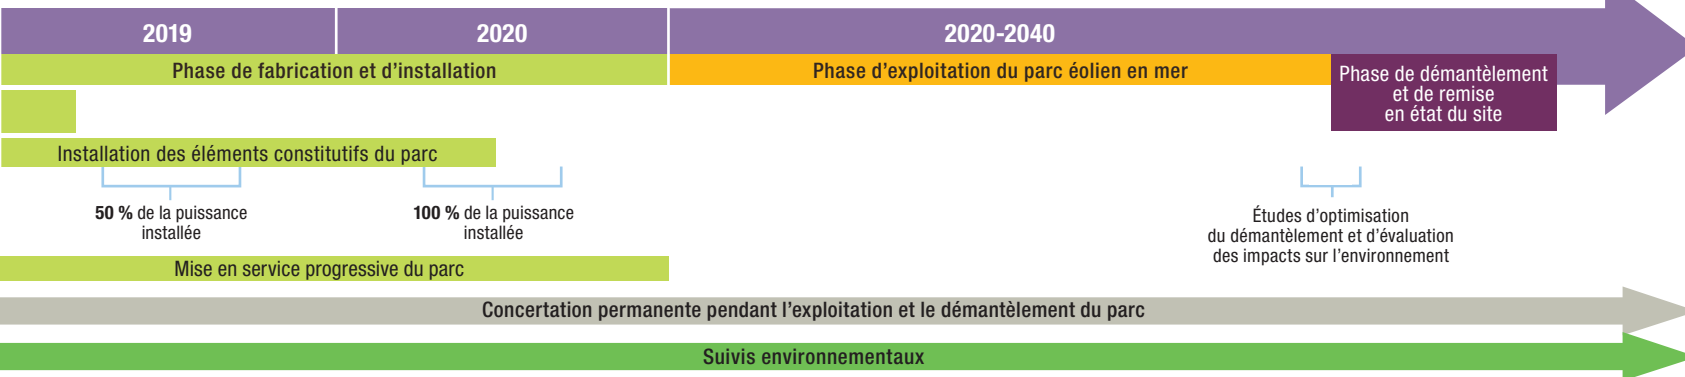 2019
2020
2020-2040
Phase de fabrication et d'installation
Phase d'exploitation du parc éolien en mer
Phase de démantèlement
et de remise
en état du site
Installation des éléments constitutifs du parc
50 % de la puissance
installée
100 % de la puissance
installée
Études d'optimisation
du démantèlement et d'évaluation
des impacts sur l'environnement
Mise en service progressive du parc
Concertation permanente pendant l'exploitation et le démantèlement du parc
Suivis environnementaux